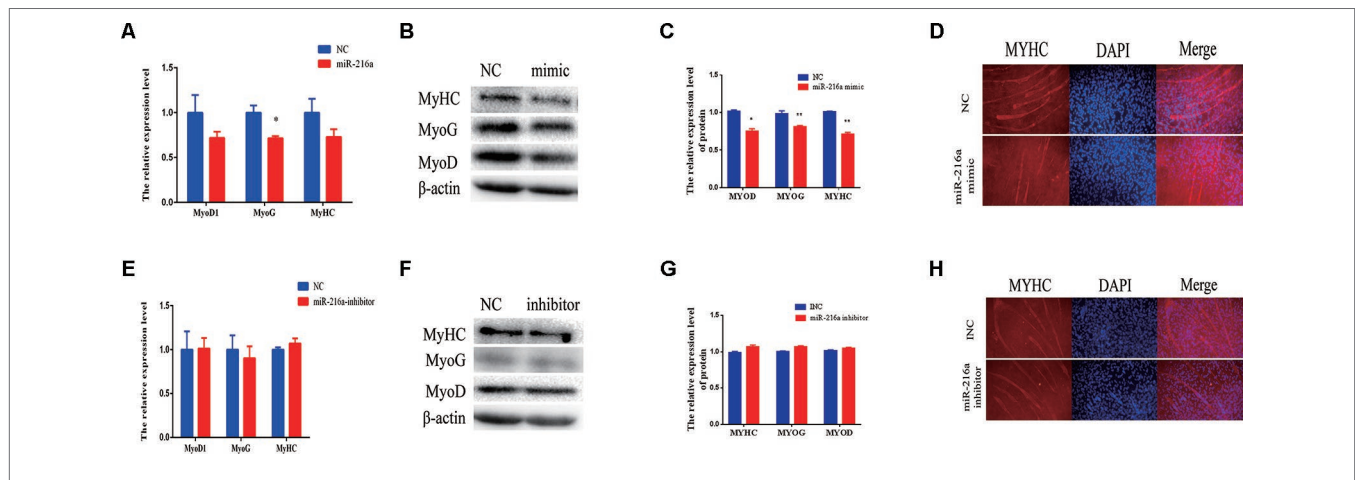 A
NC
miR-216a
The relative expression level
1.5
1.0
0.5
0.0
*
MyoD1 MyoG MyHC
B
NC mimic
MyHC
MyoG
MyoD
β-actin
C
NC
miR-216a mimic
The relative expression level
of protein
1.5
1.0
0.5
0.0
* ** **
MYOD MYOG MYHC
D
MYHC DAPI Merge
NC
miR-216a
mimic
E
NC
miR-216a-inhibitor
The relative expression level
1.5
1.0
0.5
0.0
MyoD1 MyoG MyHC
F
NC inhibitor
MyHC
MyoG
MyoD
β-actin
G
INC
miR-216a inhibitor
The relative expression level
of protein
1.5
1.0
0.5
0.0
MYHC MYOG MYOD
H
MYHC DAPI Merge
INC
miR-216a
inhibitor